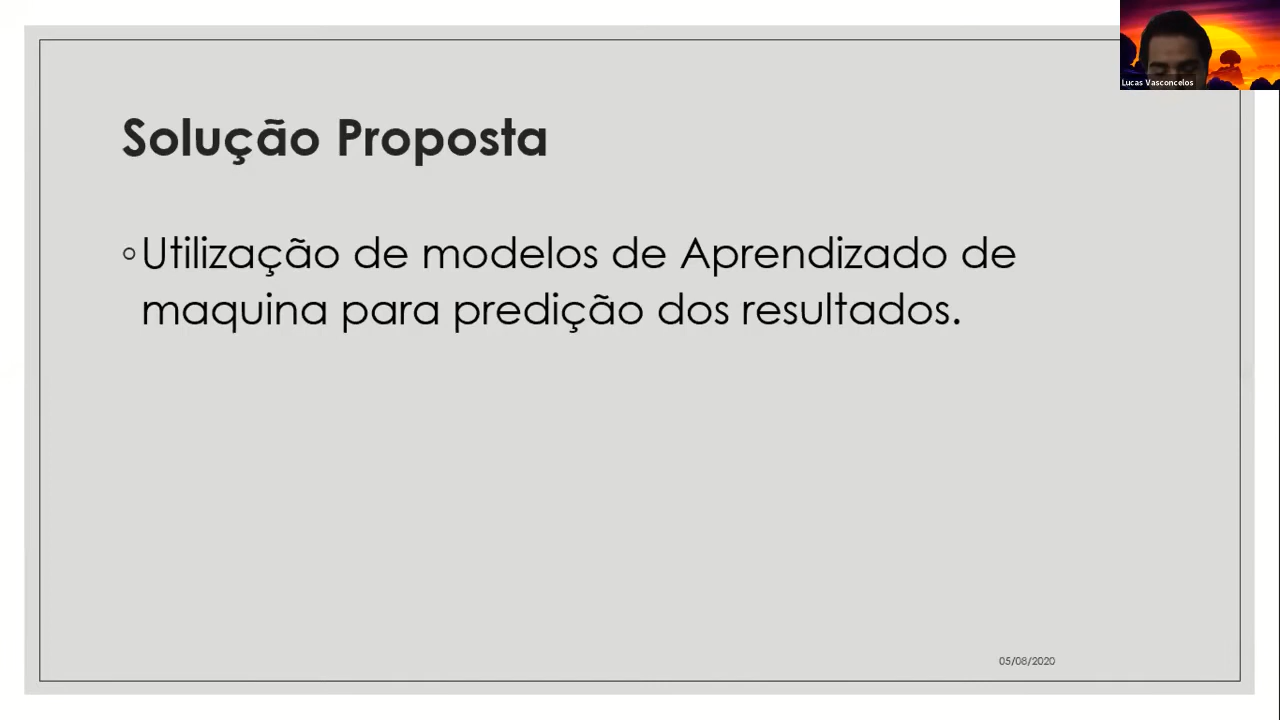 Lucas Vasconcelos
Solução Proposta
◦Utilização de modelos de Aprendizado de
maquina para predição dos resultados.
05/08/2020